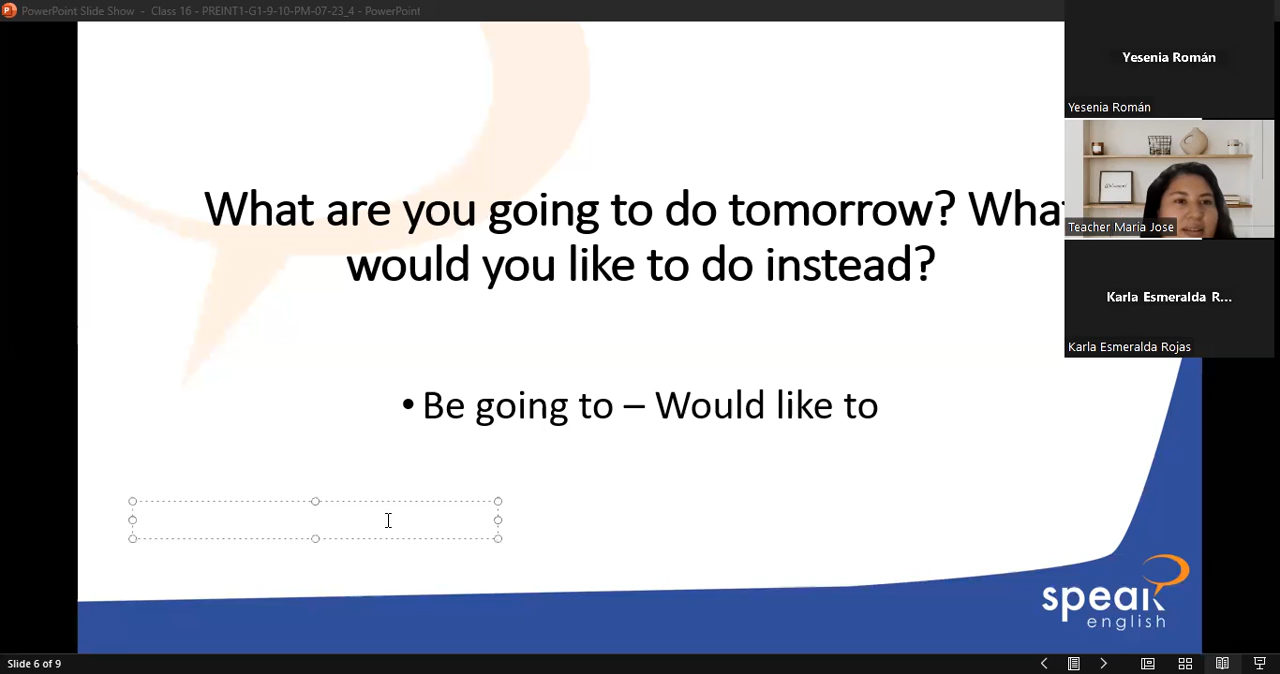 PowerPoint Slide Show - Class 16 - PREINT1-G1-9-10-PM-07-23_4 - PowerPoint
Yesenia Román
Yesenia Román
What are you going to do tomorrow? What
would you like to do instead?
Teacher Maria Jose
Karla Esmeralda R...
Karla Esmeralda Rojas
• Be going to – Would like to
speak
english
Slide 6 of 9